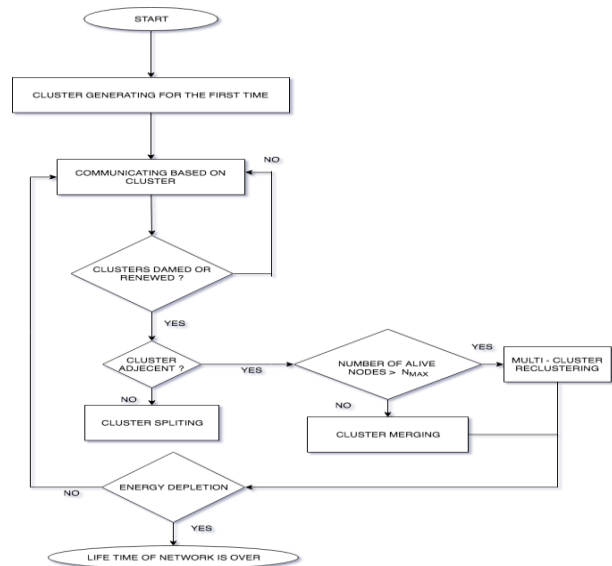 START
CLUSTER GENERATING FOR THE FIRST TIME
NO
COMMUNICATING BASED ON
CLUSTER
CLUSTERS DAMED OR
RENEWED ?
YES
CLUSTER
ADJECENT ?
YES
NUMBER OF ALIVE
NODES > NMAX
YES
MULTI - CLUSTER
RECLUSTERING
NO
CLUSTER SPLITING
NO
CLUSTER MERGING
NO
ENERGY DEPLETION
YES
LIFE TIME OF NETWORK IS OVER